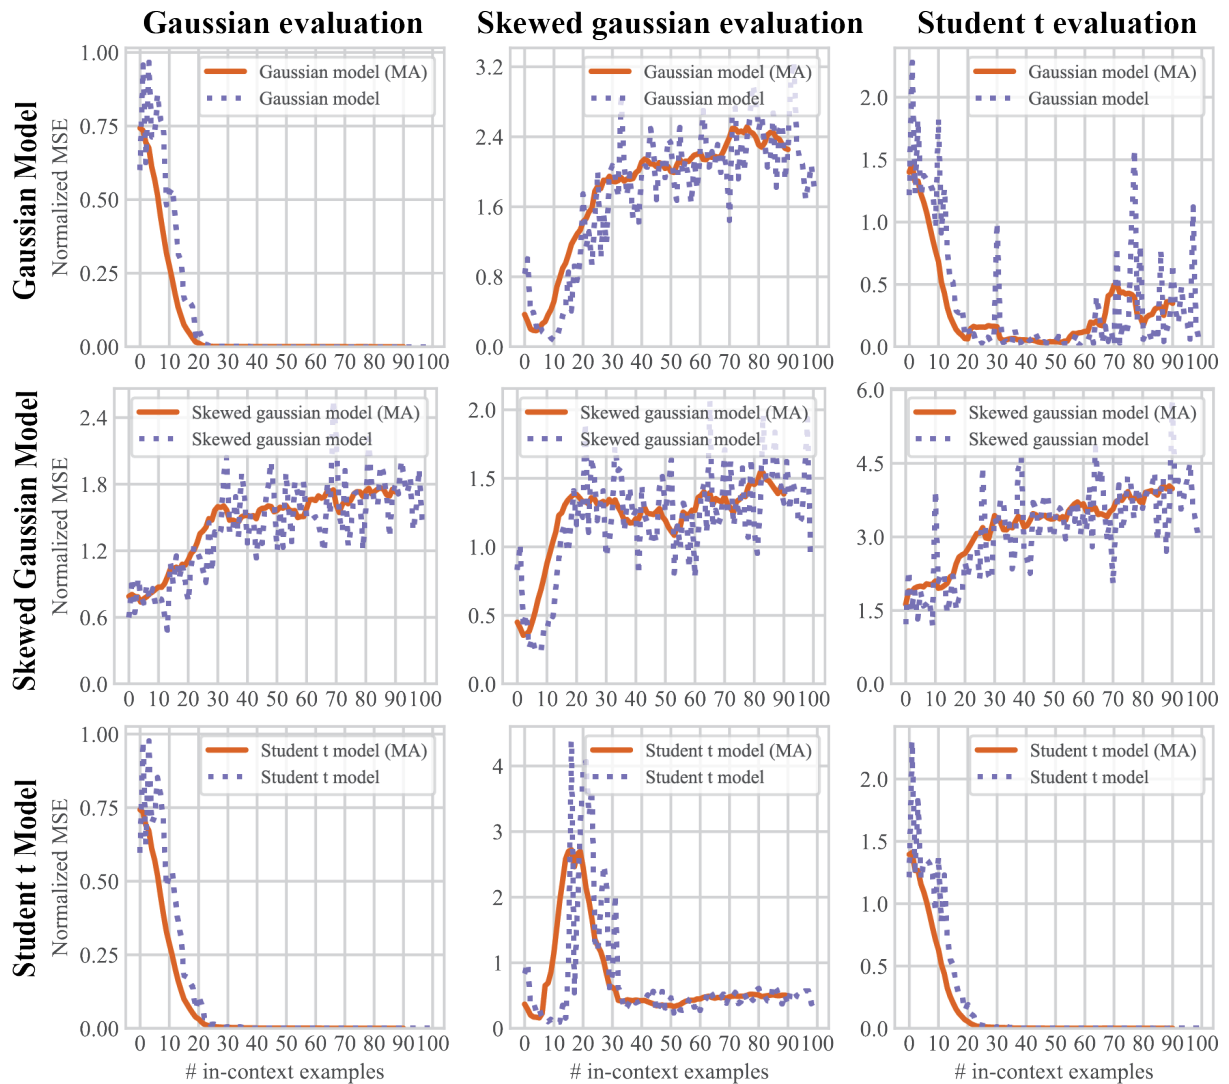 Gaussian evaluation
Skewed gaussian evaluation
Student t evaluation
Gaussian Model
Normalized MSE
1.00
0.75
0.50
0.25
0.00
Gaussian model (MA)
Gaussian model
0 10 20 30 40 50 60 70 80 90 100
3.2
2.4
1.6
0.8
0.0
Gaussian model (MA)
Gaussian model
0 10 20 30 40 50 60 70 80 90 100
2.0
1.5
1.0
0.5
0.0
Gaussian model (MA)
Gaussian model
0 10 20 30 40 50 60 70 80 90 100
Skewed Gaussian Model
Normalized MSE
2.4
1.8
1.2
0.6
0.0
Skewed gaussian model (MA)
Skewed gaussian model
0 10 20 30 40 50 60 70 80 90 100
2.0
1.5
1.0
0.5
0.0
Skewed gaussian model (MA)
Skewed gaussian model
0 10 20 30 40 50 60 70 80 90 100
6.0
4.5
3.0
1.5
0.0
Skewed gaussian model (MA)
Skewed gaussian model
0 10 20 30 40 50 60 70 80 90 100
Student t Model
Normalized MSE
1.00
0.75
0.50
0.25
0.00
Student t model (MA)
Student t model
0 10 20 30 40 50 60 70 80 90 100
# in-context examples
4
3
2
1
0
Student t model (MA)
Student t model
0 10 20 30 40 50 60 70 80 90 100
# in-context examples
2.0
1.5
1.0
0.5
0.0
Student t model (MA)
Student t model
0 10 20 30 40 50 60 70 80 90 100
# in-context examples